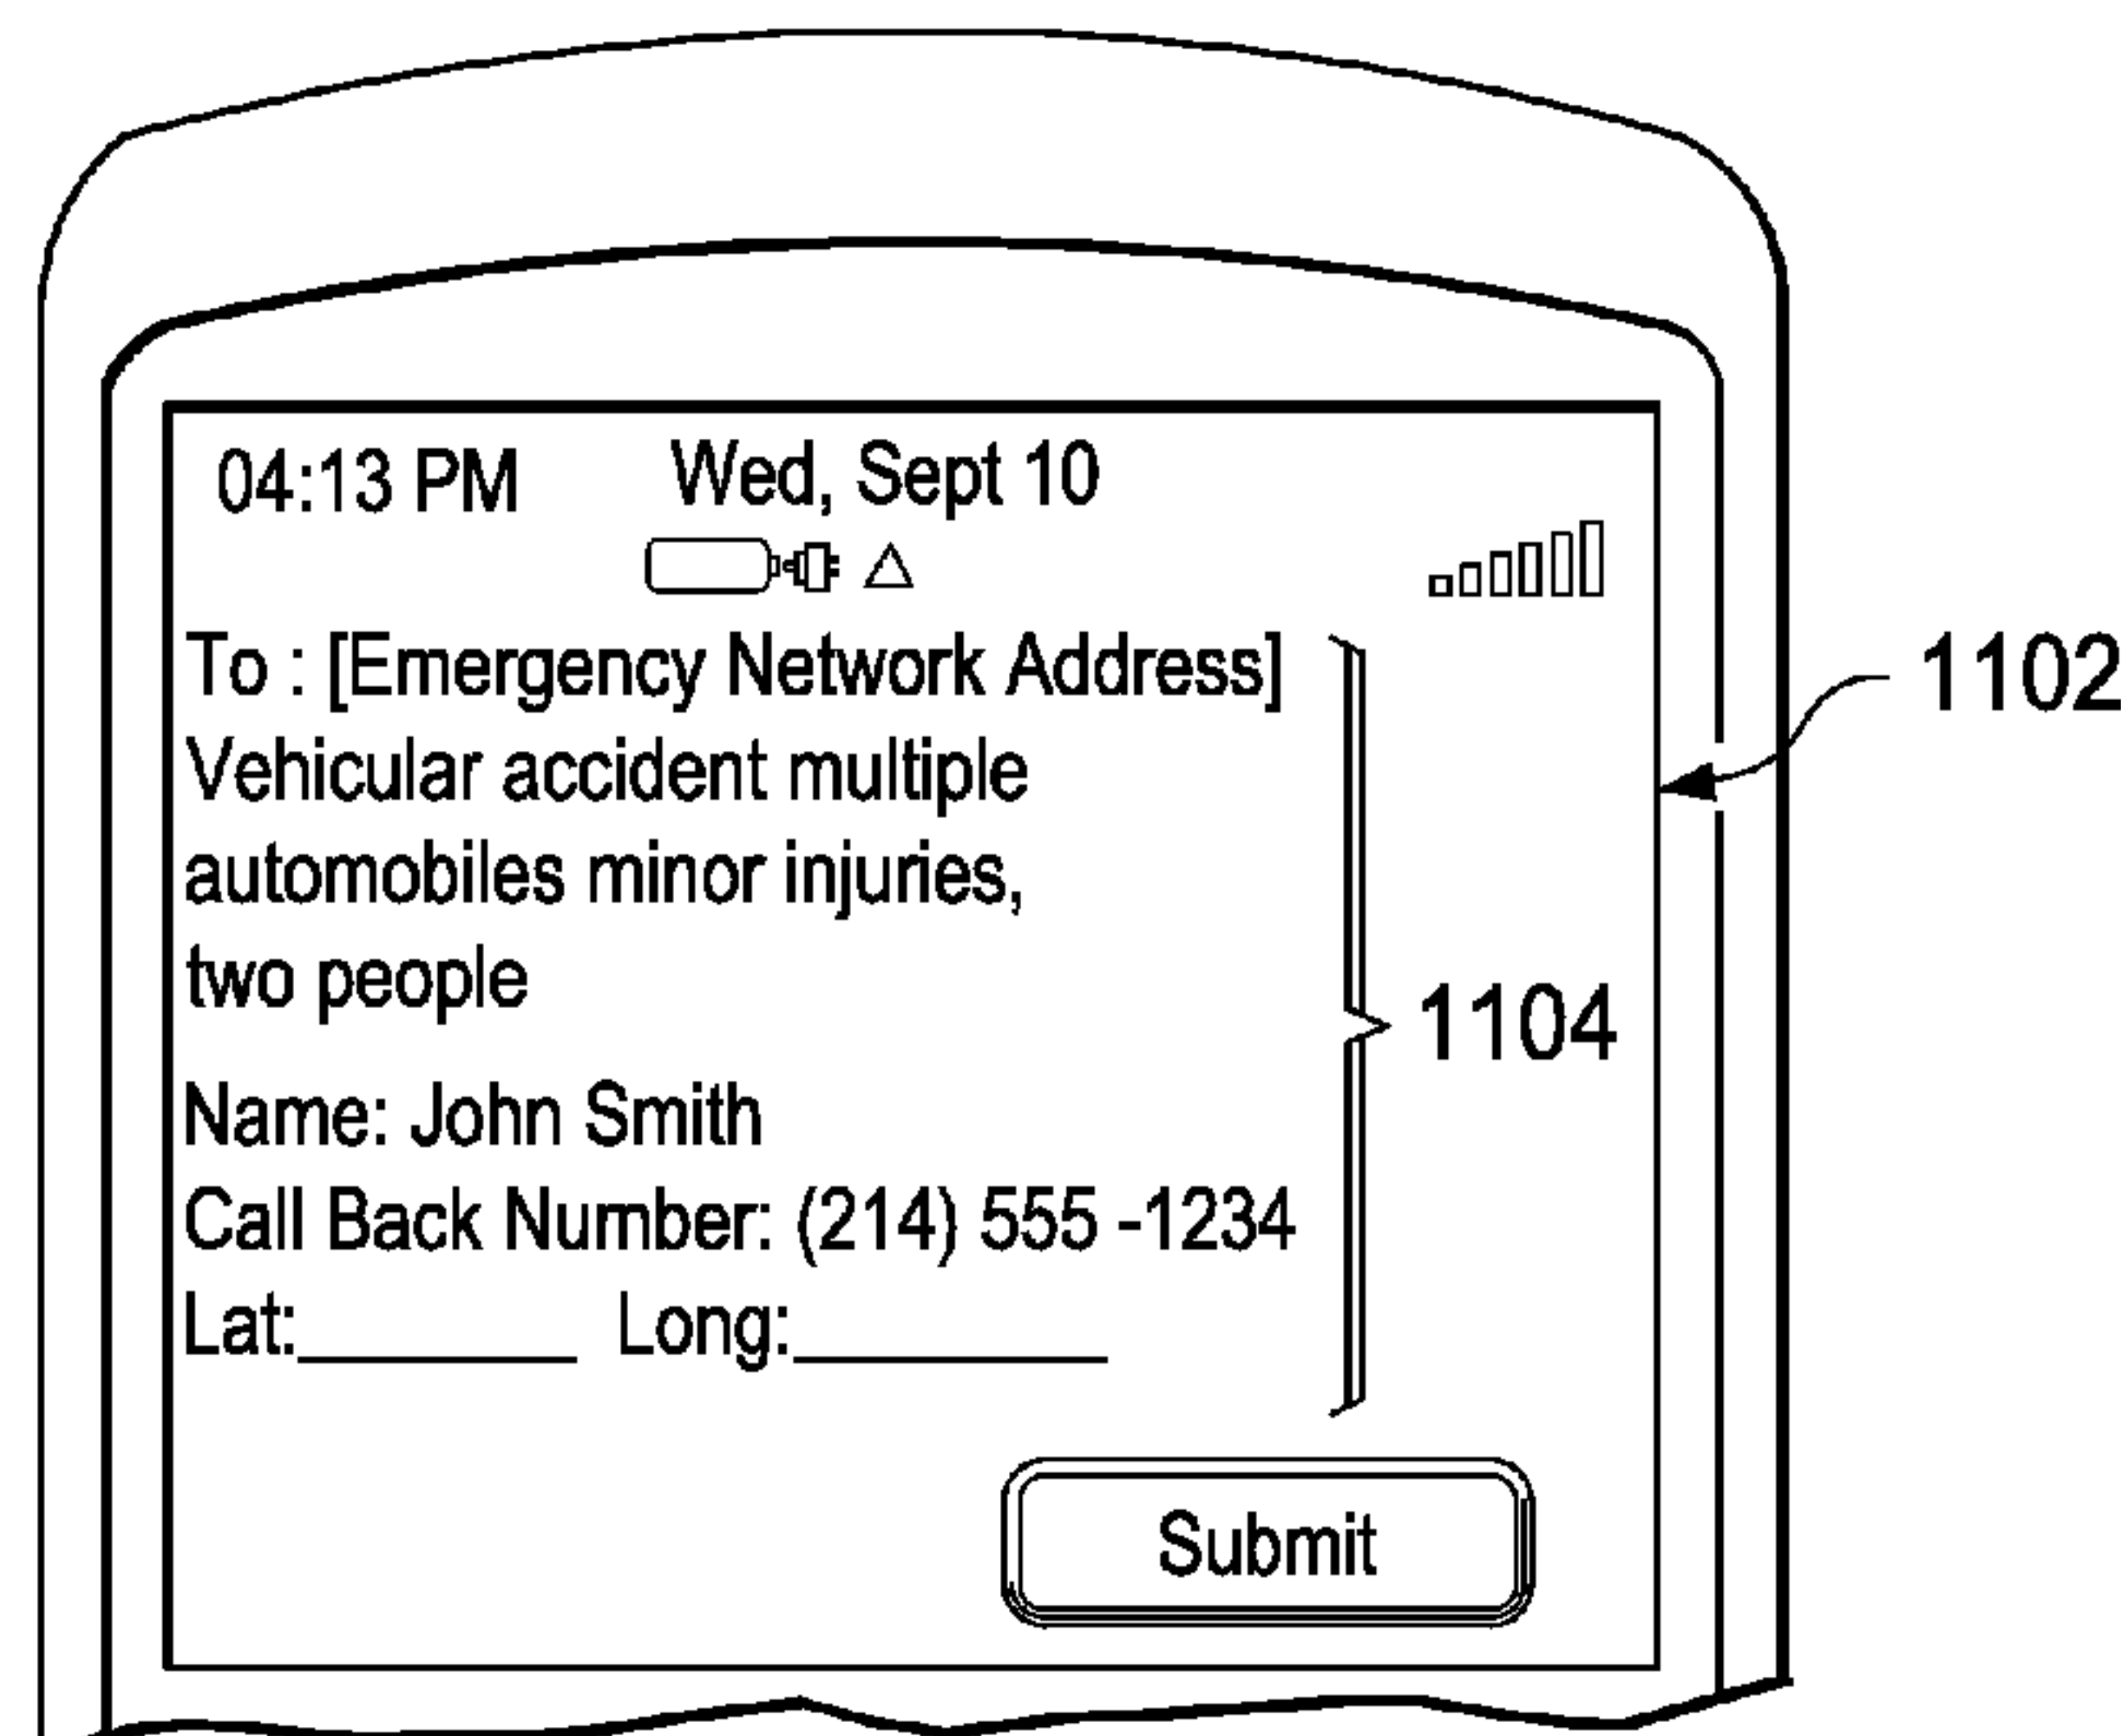 04:13 PM Wed, Sept 10
To : [Emergency Network Address]
1102
Vehicular accident multiple
automobiles minor injuries,
two people
1104
Name: John Smith
Call Back Number: (214) 555 -1234
Lat:_________ Long:__________
Submit